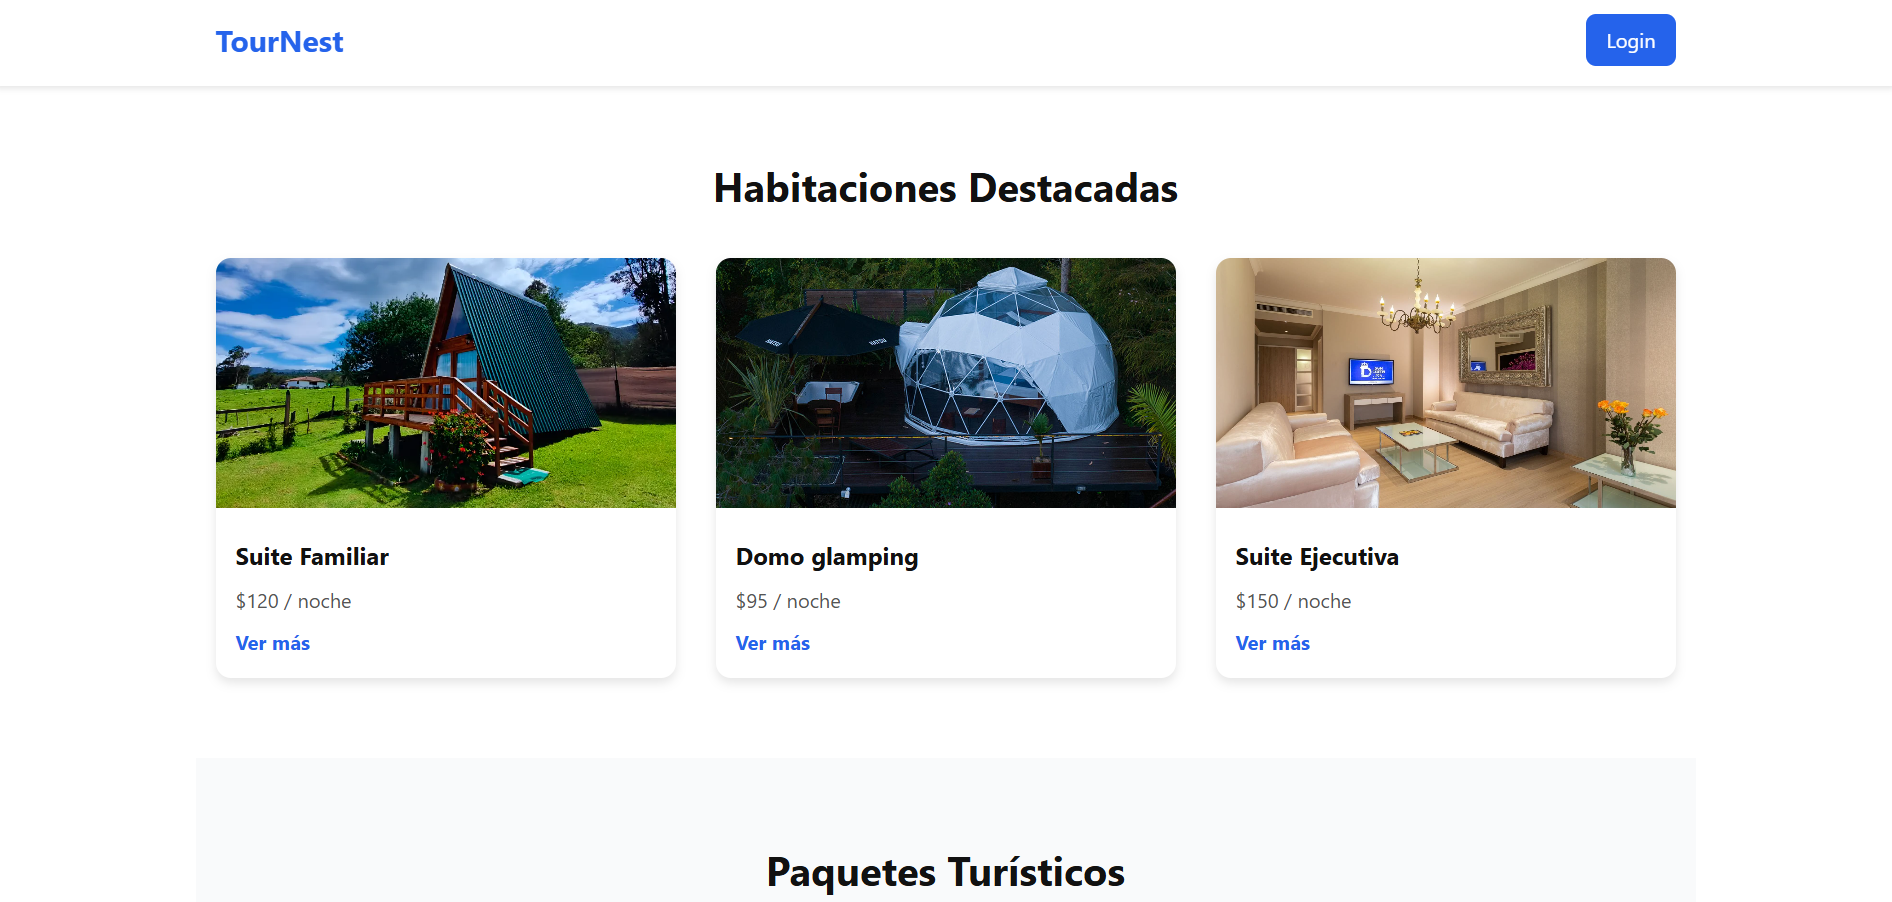 TourNest
Login
Habitaciones Destacadas
Suite Familiar
$120 / noche
Ver más
Domo glamping
$95 / noche
Ver más
Suite Ejecutiva
$150 / noche
Ver más
Paquetes Turísticos